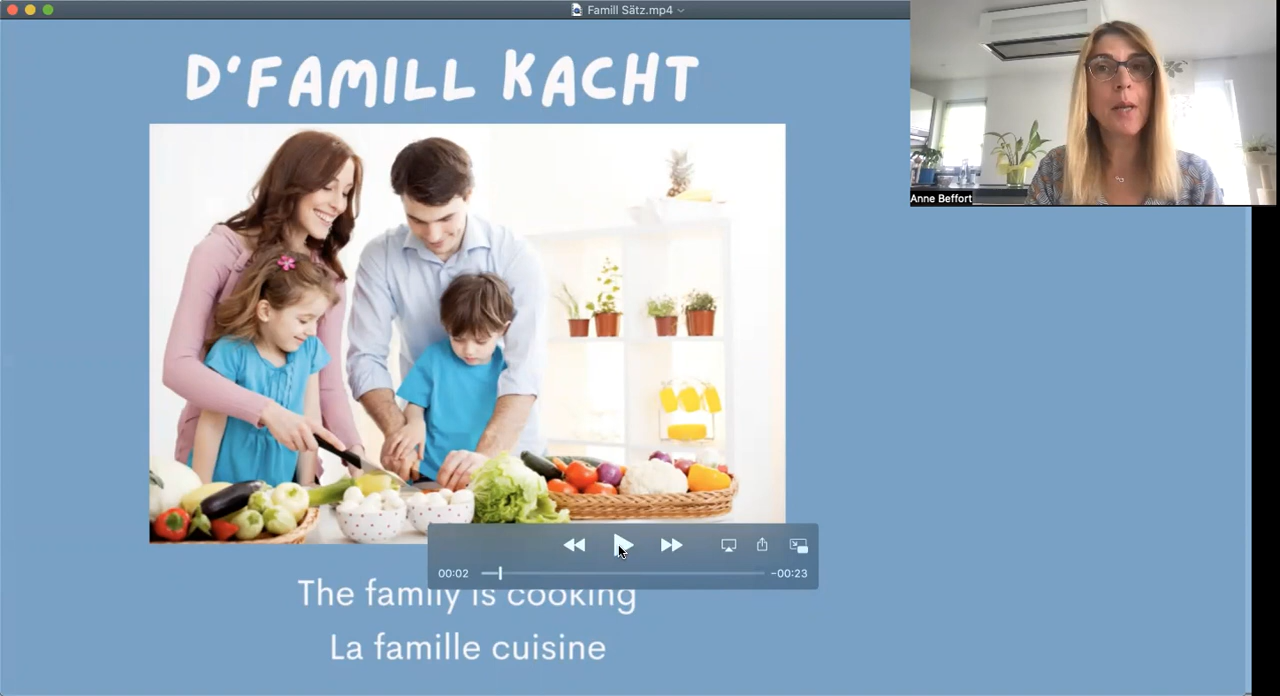 Famill Sätz.mp4
D'FAMILL KACHT
Anne Beffort
00:02
-00:23
The family is cooking
La famille cuisine